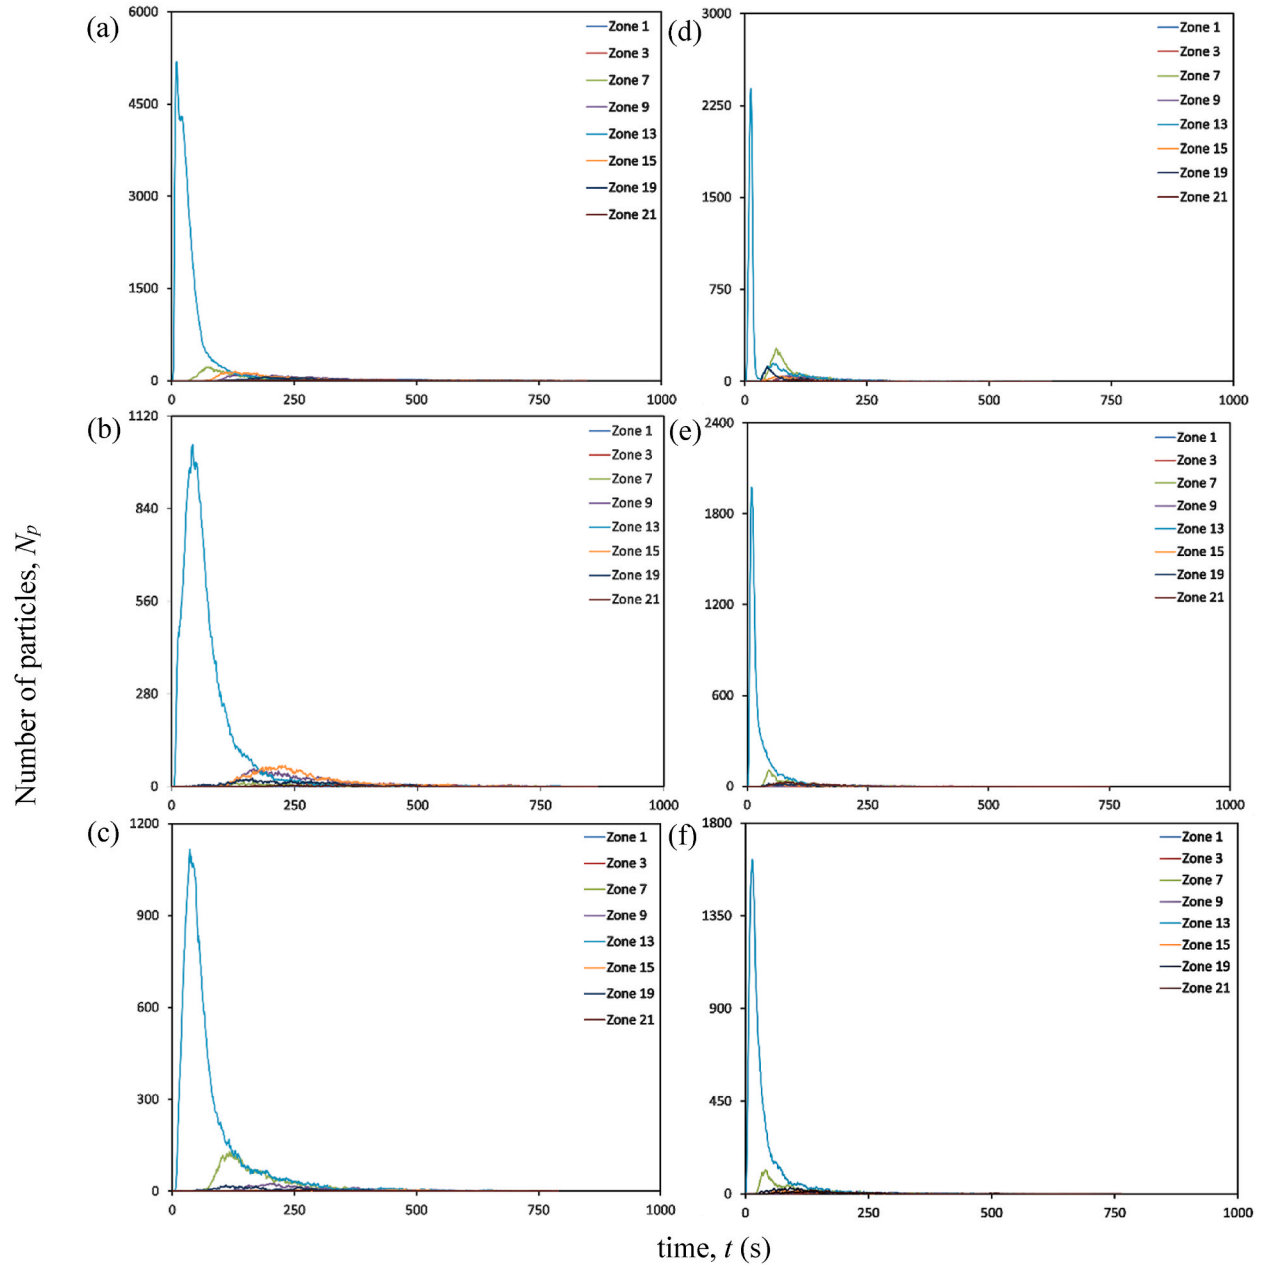 (a)
6000
4500
3000
1500
0
0
250
500
750
1000
Zone 1
Zone 3
Zone 7
Zone 9
Zone 13
Zone 15
Zone 19
Zone 21
(d)
3000
2250
1500
750
0
0
250
500
750
1000
Zone 1
Zone 3
Zone 7
Zone 9
Zone 13
Zone 15
Zone 19
Zone 21
(b)
1120
840
560
280
0
0
250
500
750
1000
Zone 1
Zone 3
Zone 7
Zone 9
Zone 13
Zone 15
Zone 19
Zone 21
(e)
2400
1800
1200
600
0
0
250
500
750
1000
Zone 1
Zone 3
Zone 7
Zone 9
Zone 13
Zone 15
Zone 19
Zone 21
(c)
1200
900
600
300
0
0
250
500
750
1000
Zone 1
Zone 3
Zone 7
Zone 9
Zone 13
Zone 15
Zone 19
Zone 21
(f)
1800
1350
900
450
0
0
250
500
750
1000
Zone 1
Zone 3
Zone 7
Zone 9
Zone 13
Zone 15
Zone 19
Zone 21
Number of particles, Np
time, t (s)